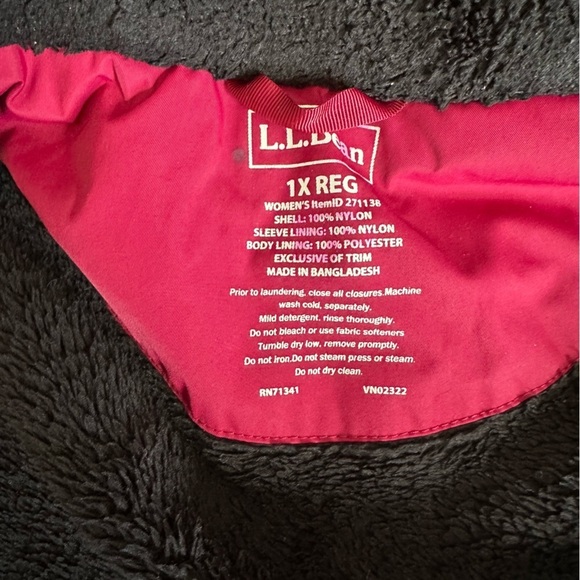 L.L.Bean
1X REG
WOMEN'S ItemID 271136
SHELL: 100% NYLON
SLEEVE LINING: 100% NYLON
BODY LINING: 100% POLYESTER
EXCLUSIVE OF TRIM
MADE IN BANGLADESH
Prior to laundering, close all closures.Machine
wash cold, separately.
Mild detergent, rinse thoroughly.
Do not bleach or use fabric softeners
Tumble dry low, remove promptly.
Do not iron.Do not steam press or steam.
Do not dry clean.
RN71341 VN02322